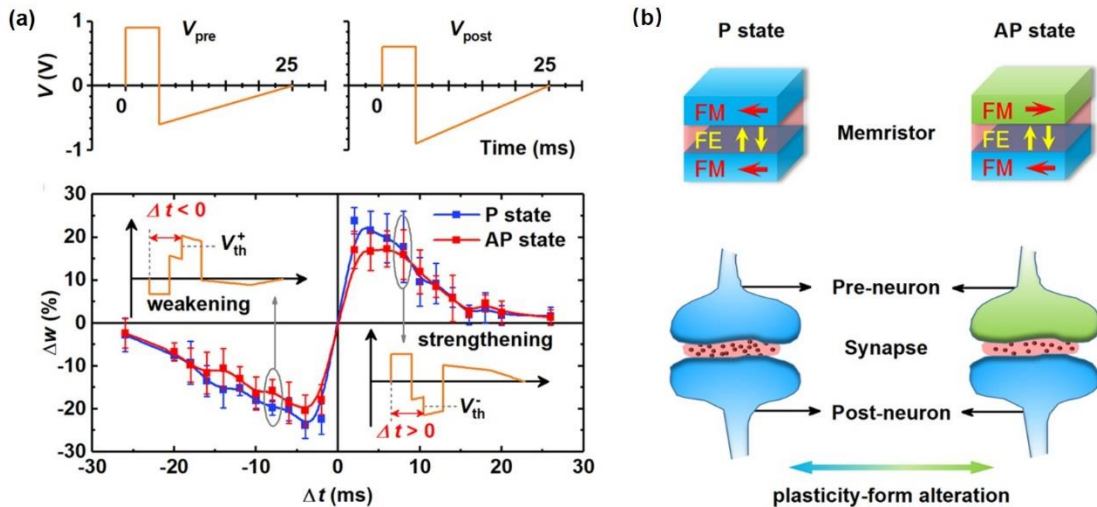 (a)
V_pre
V_post
V (V)
1
0
-1
0
25
0
25
Time (ms)
30
20
10
0
-10
-20
-30
Δw (%)
Δt < 0
V_th^+
weakening
P state
AP state
strengthening
V_th^-
Δt > 0
-30
-20
-10
0
10
20
30
Δt (ms)
(b)
P state
AP state
FM
FE
FM
Memristor
FM
FE
FM
Pre-neuron
Synapse
Post-neuron
plasticity-form alteration